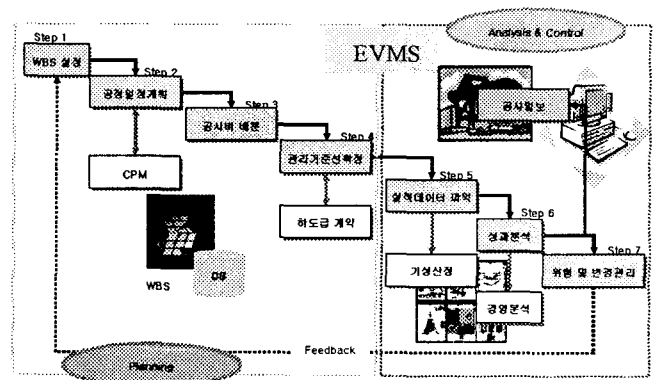 Step 1
WBS 설정
EVMS
Analysis & Control
Step 2
공정일정계획
Step 3
공사비 배분
공사일보
Step 4
관리기준선확정
CPM
Step 5
실적데이터 파악
하도급 계약
Step 6
성과분석
Step 7
위험 및 변경관리
WBS
DB
기성산정
경영분석
Feedback
Planning